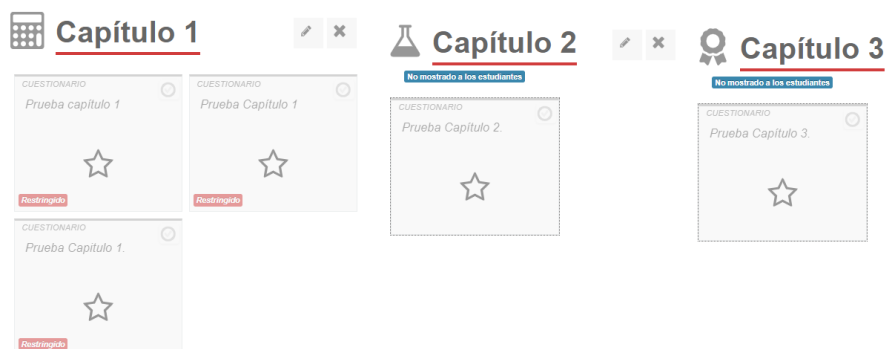 Capítulo 1
CUESTIONARIO
Prueba capítulo 1
Restringido
CUESTIONARIO
Prueba Capítulo 1
Restringido
CUESTIONARIO
Prueba Capitulo 1.
Restringido
Capítulo 2
No mostrado a los estudiantes
CUESTIONARIO
Prueba Capítulo 2.
Capítulo 3
No mostrado a los estudiantes
CUESTIONARIO
Prueba Capítulo 3.